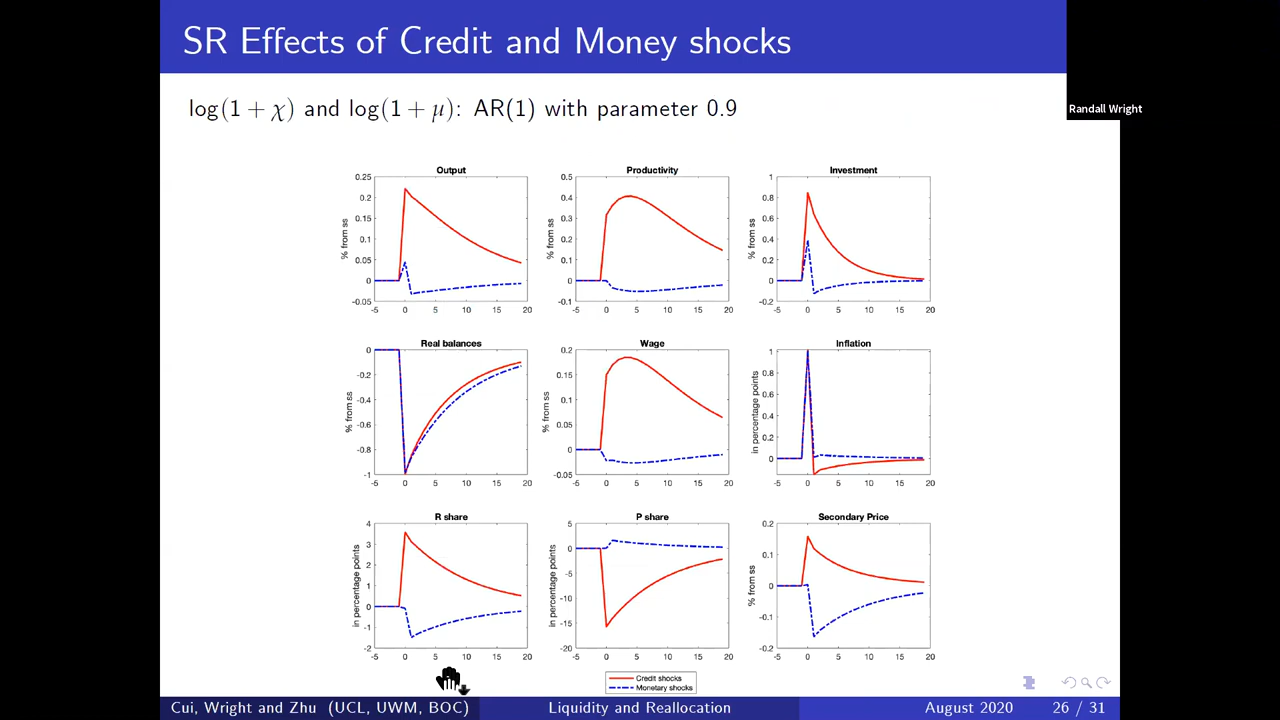 SR Effects of Credit and Money shocks
Randall Wright
log(1 + χ) and log(1 + μ): AR(1) with parameter 0.9
Output
% from ss
0.25
0.2
0.15
0.1
0.05
0
-0.05
-5 0 5 10 15 20
Productivity
% from ss
0.5
0.4
0.3
0.2
0.1
0
-0.1
-5 0 5 10 15 20
Investment
% from ss
1
0.8
0.6
0.4
0.2
0
-0.2
-5 0 5 10 15 20
Real balances
% from ss
0
-0.2
-0.4
-0.6
-0.8
-1
-5 0 5 10 15 20
Wage
% from ss
0.2
0.15
0.1
0.05
0
-0.05
-5 0 5 10 15 20
Inflation
in percentage points
1
0.8
0.6
0.4
0.2
0
-5 0 5 10 15 20
R share
in percentage points
4
3
2
1
0
-1
-2
-5 0 5 10 15 20
P share
in percentage points
5
0
-5
-10
-15
-20
-5 0 5 10 15 20
Secondary Price
% from ss
0.2
0.1
0
-0.1
-0.2
-5 0 5 10 15 20
Credit shocks
Monetary shocks
Cui, Wright and Zhu (UCL, UWM, BOC) Liquidity and Reallocation August 2020 26 / 31